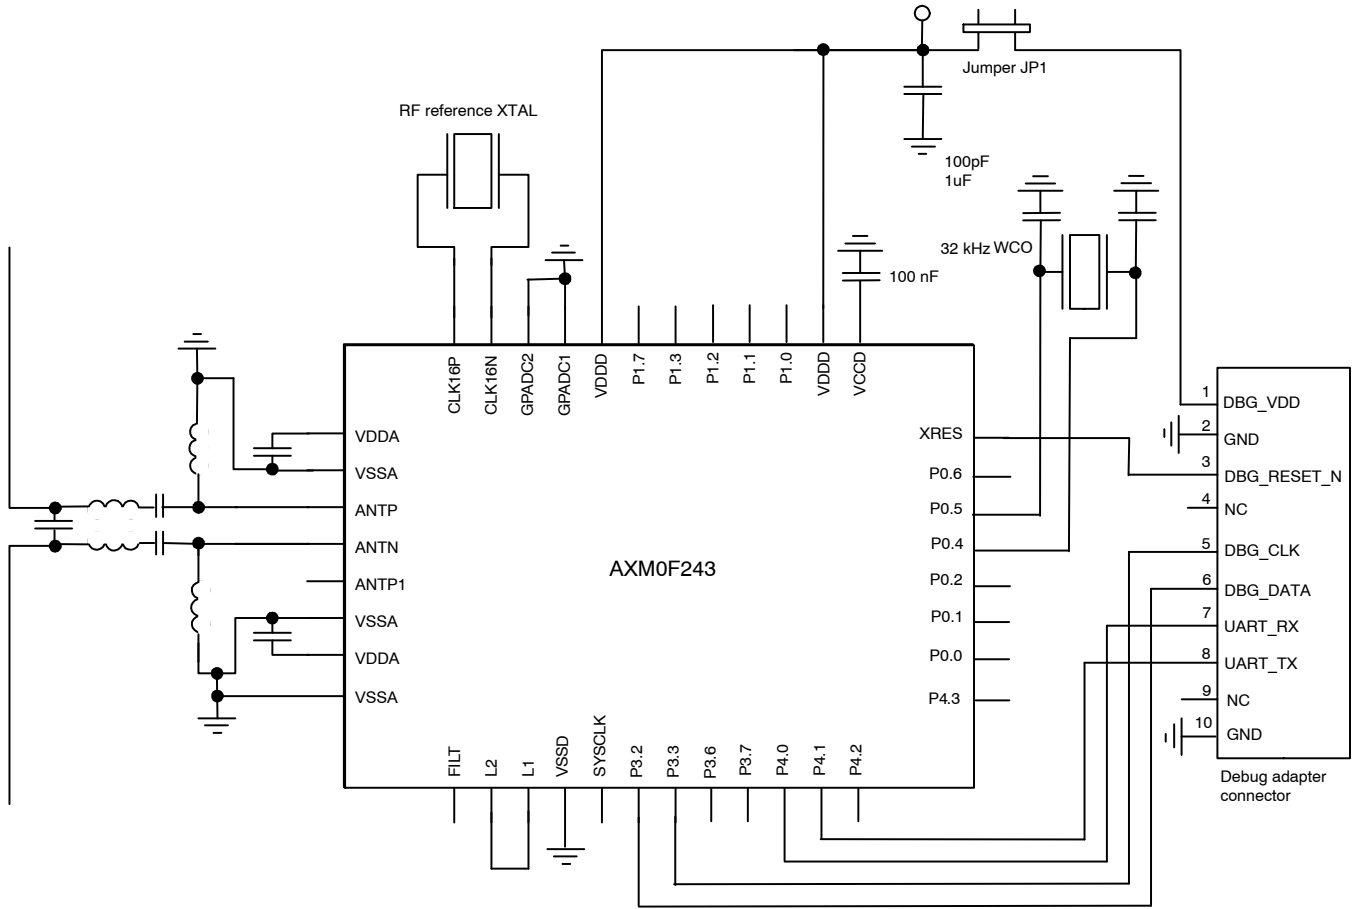 Jumper JP1
RF reference XTAL
100pF
1uF
32 kHz WCO
100 nF
CLK16P
CLK16N
GPADC2
GPADC1
VDDD
P1.7
P1.3
P1.2
P1.1
P1.0
VDDD
VCCD
VDDA
VSSA
ANTP
ANTN
ANTP1
VSSA
VDDA
VSSA
AXM0F243
XRES
P0.6
P0.5
P0.4
P0.2
P0.1
P0.0
P4.3
FILT
L2
L1
VSSD
SYSCLK
P3.2
P3.3
P3.6
P3.7
P4.0
P4.1
P4.2
1 DBG_VDD
2 GND
3 DBG_RESET_N
4 NC
5 DBG_CLK
6 DBG_DATA
7 UART_RX
8 UART_TX
9 NC
10 GND
Debug adapter
connector